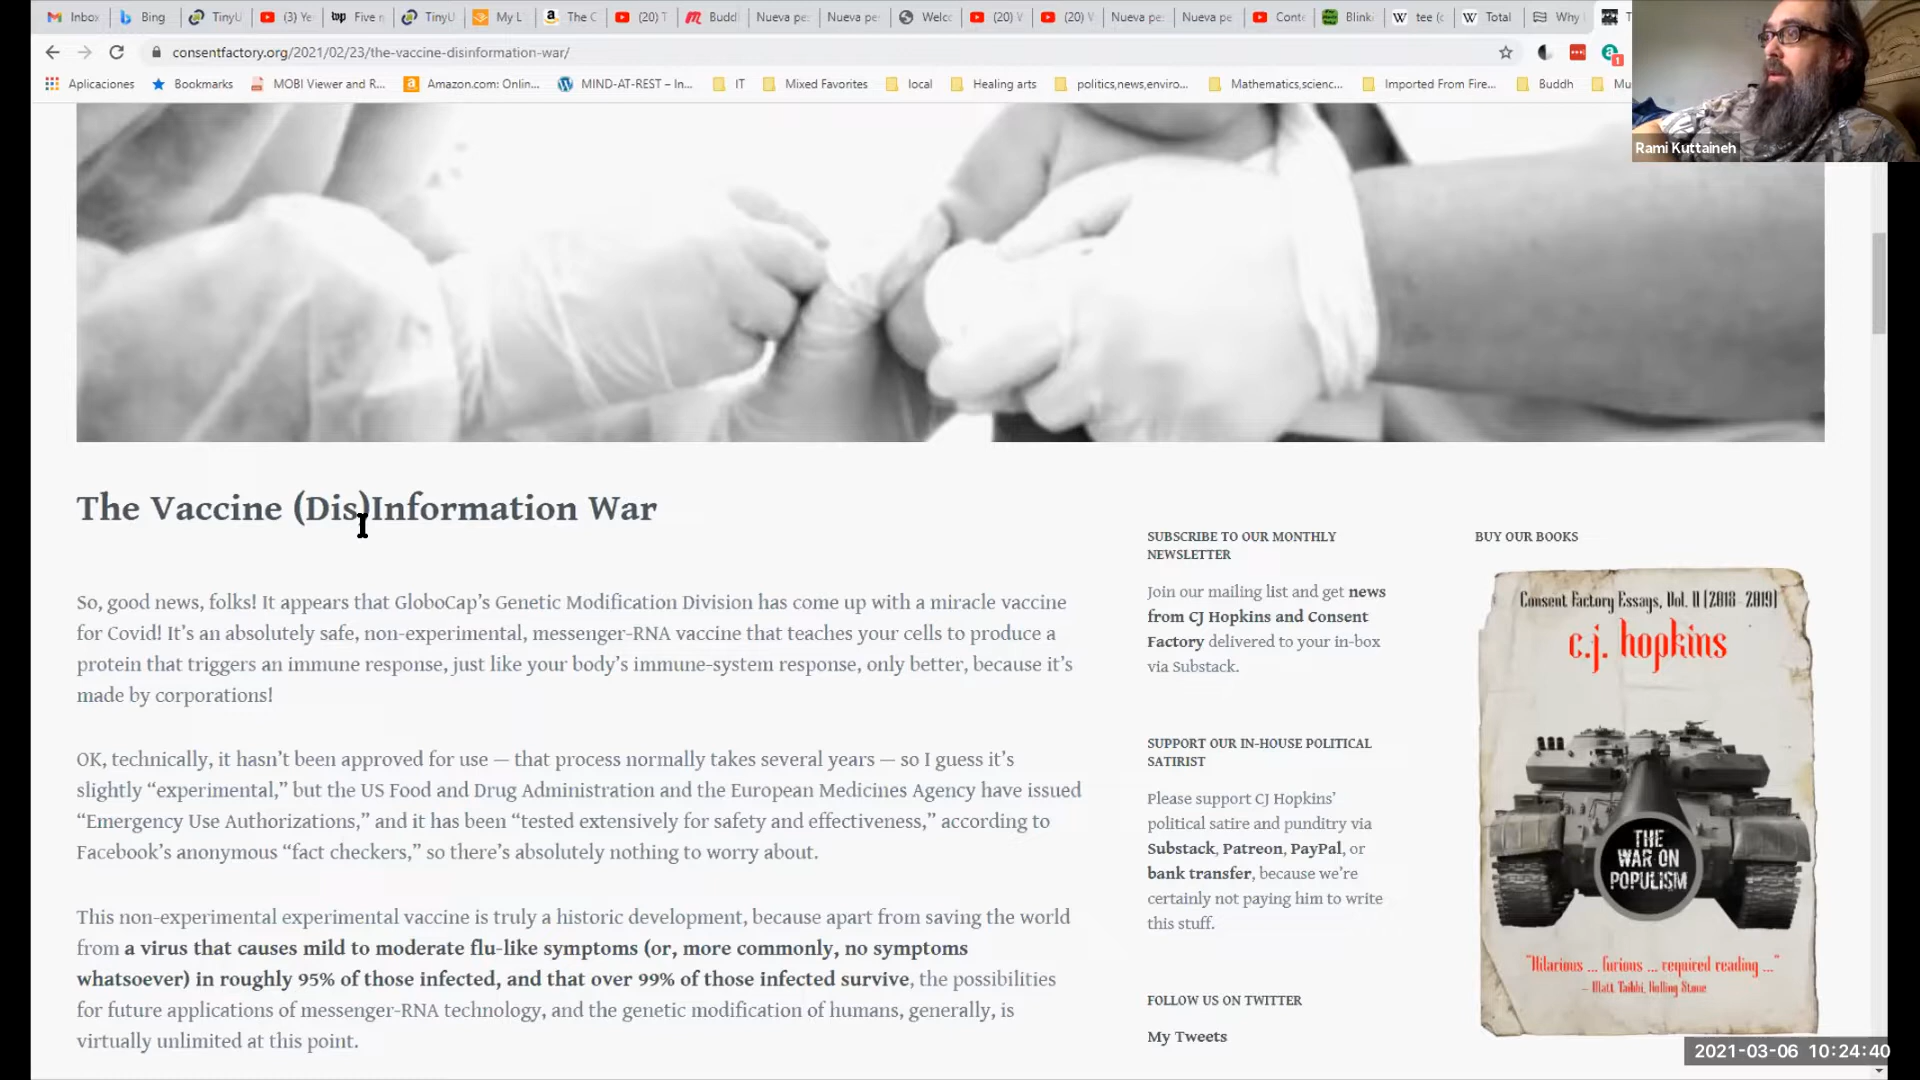 Inbox
Bing
TinyU
(3) Ye
Five n
TinyU
My L
The C
(20) T
Buddl
Nueva pe
Nueva pe
Welc
(20) V
(20) V
Nueva pe
Nueva pe
Conte
Blink
tee (c
Total
Why
consentfactory.org/2021/02/23/the-vaccine-disinformation-war/
Aplicaciones
Bookmarks
MOBI Viewer and R...
Amazon.com: Onlin...
MIND-AT-REST – In...
IT
Mixed Favorites
local
Healing arts
politics,news,enviro...
Mathematics,scienc...
Imported From Fire...
Buddh
Mu
Rami Kuttaineh
The Vaccine (Dis)Information War
So, good news, folks! It appears that GloboCap’s Genetic Modification Division has come up with a miracle vaccine
for Covid! It’s an absolutely safe, non-experimental, messenger-RNA vaccine that teaches your cells to produce a
protein that triggers an immune response, just like your body’s immune-system response, only better, because it’s
made by corporations!
OK, technically, it hasn’t been approved for use — that process normally takes several years — so I guess it’s
slightly “experimental,” but the US Food and Drug Administration and the European Medicines Agency have issued
“Emergency Use Authorizations,” and it has been “tested extensively for safety and effectiveness,” according to
Facebook’s anonymous “fact checkers,” so there’s absolutely nothing to worry about.
This non-experimental experimental vaccine is truly a historic development, because apart from saving the world
from a virus that causes mild to moderate flu-like symptoms (or, more commonly, no symptoms
whatsoever) in roughly 95% of those infected, and that over 99% of those infected survive, the possibilities
for future applications of messenger-RNA technology, and the genetic modification of humans, generally, is
virtually unlimited at this point.
SUBSCRIBE TO OUR MONTHLY
NEWSLETTER
Join our mailing list and get news
from CJ Hopkins and Consent
Factory delivered to your in-box
via Substack.
SUPPORT OUR IN-HOUSE POLITICAL
SATIRIST
Please support CJ Hopkins’
political satire and punditry via
Substack, Patreon, PayPal, or
bank transfer, because we’re
certainly not paying him to write
this stuff.
FOLLOW US ON TWITTER
My Tweets
BUY OUR BOOKS
Consent Factory Essays, Vol. II (2018-2019)
c.j. hopkins
THE
WAR ON
POPULISM
"Hilarious ... furious ... required reading ..."
– Matt Taibbi, Rolling Stone
2021-03-06 10:24:40